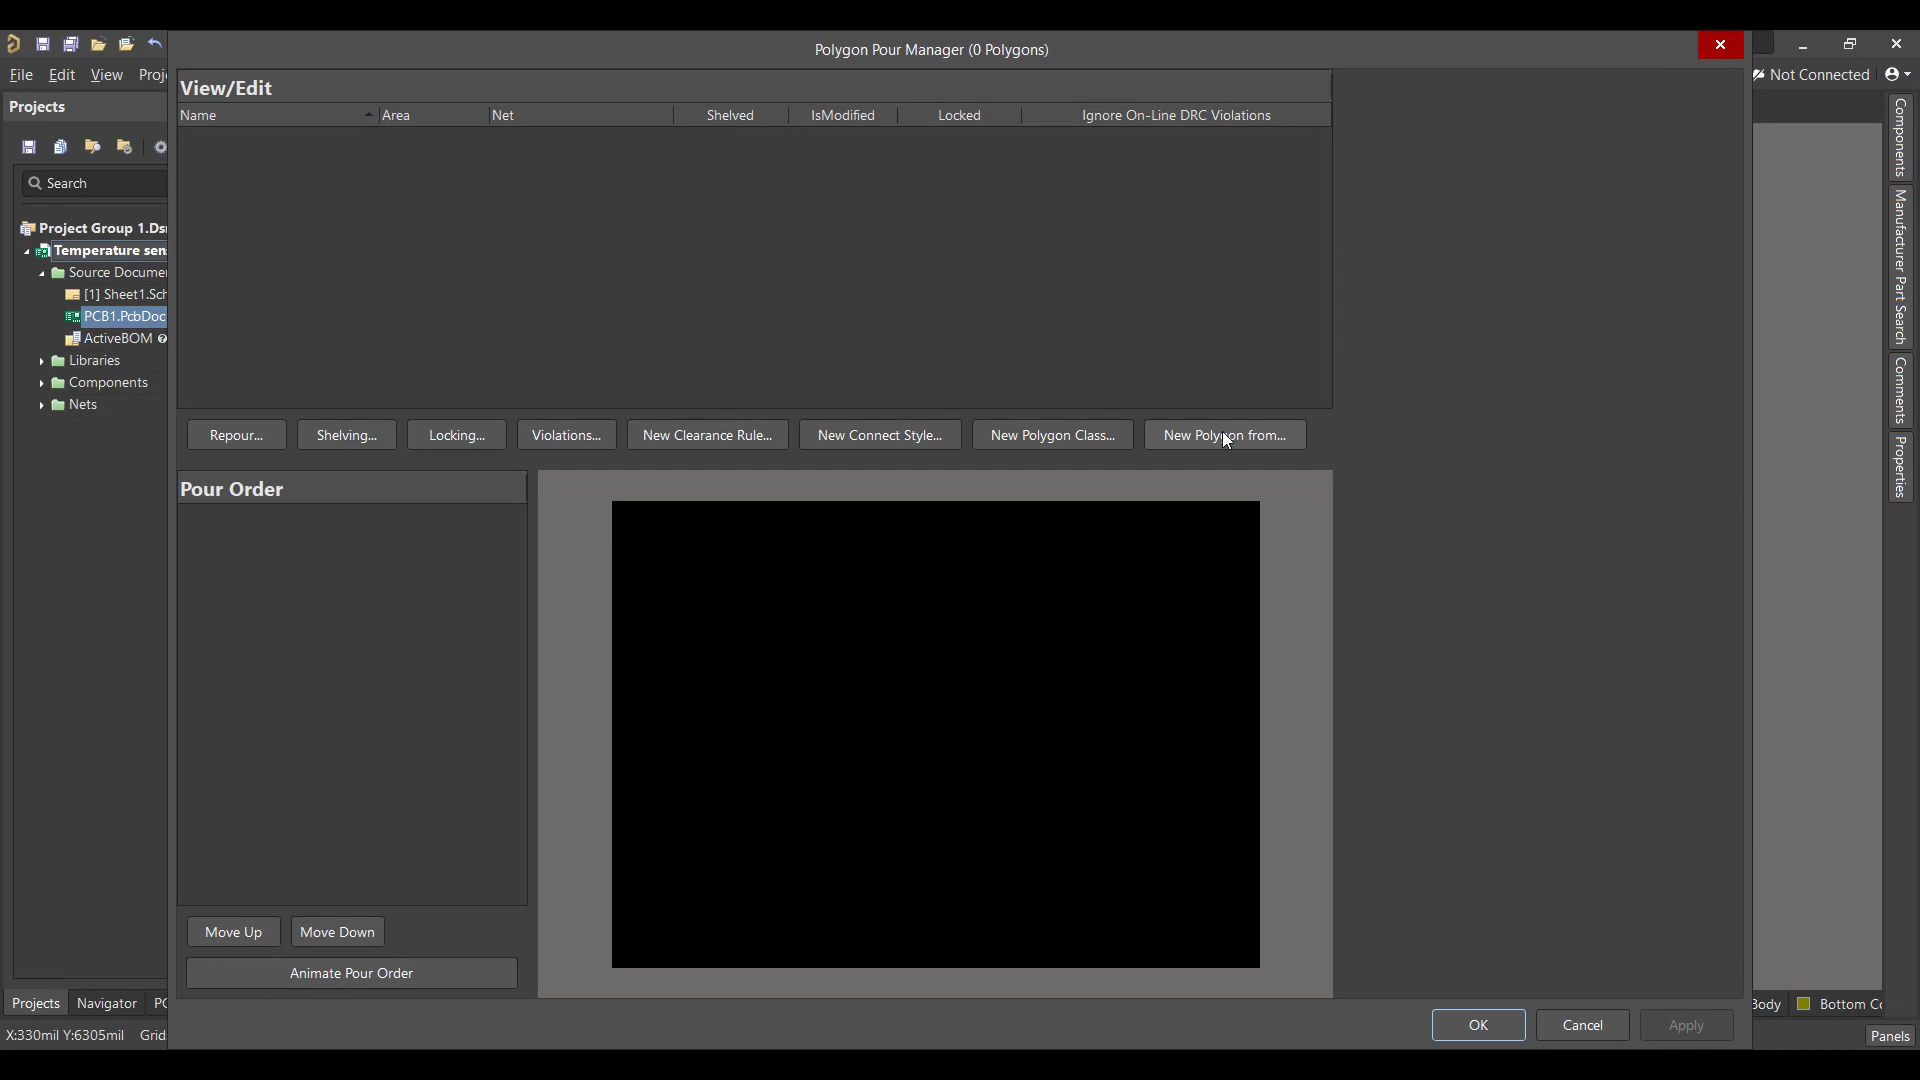 Polygon Pour Manager (0 Polygons)
File Edit View Proj
Not Connected
Projects
View/Edit
Name Area Net Shelved IsModified Locked Ignore On-Line DRC Violations
Search
Project Group 1.Ds
Temperature sen
Source Docume
[1] Sheet1.Sch
PCB1.PcbDoc
ActiveBOM
Libraries
Components
Nets
Repour... Shelving... Locking... Violations... New Clearance Rule... New Connect Style... New Polygon Class... New Polygon from...
Pour Order
Move Up Move Down
Animate Pour Order
Components
Manufacturer Part Search
Comments
Properties
Projects Navigator PC
Body Bottom Co
OK Cancel Apply
X:330mil Y:6305mil Grid
Panels